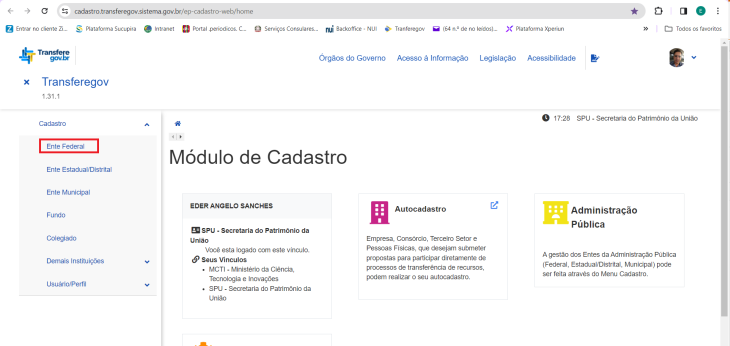 cadastro.transferegov.sistema.gov.br/ep-cadastro-web/home
Entrar no cliente Zi...
Plataforma Sucupira
Intranet
Portal .periodicos. C...
Serviços Consulares...
nui Backoffice - NUI
Tranferegov
(64 n.º de no leídos)...
Plataforma Xperiun
»
Todos os favoritos
Transfere
gov.br
Órgãos do Governo
Acesso à Informação
Legislação
Acessibilidade
Transferegov
1.31.1
17:28 SPU - Secretaria do Patrimônio da União
Cadastro
Ente Federal
Ente Estadual/Distrital
Ente Municipal
Fundo
Colegiado
Demais Instituições
Usuário/Perfil
Módulo de Cadastro
EDER ANGELO SANCHES
SPU - Secretaria do Patrimônio da
União
Você esta logado com este vínculo.
Seus Vínculos
MCTI - Ministério da Ciência,
Tecnologia e Inovações
SPU - Secretaria do Patrimônio da
União
Autocadastro
Empresa, Consórcio, Terceiro Setor e
Pessoas Físicas, que desejam submeter
propostas para participar diretamente de
processos de transferência de recursos,
podem realizar o seu autocadastro.
Administração
Pública
A gestão dos Entes da Administração Pública
(Federal, Estadual/Distrital, Municipal) pode
ser feita através do Menu Cadastro.